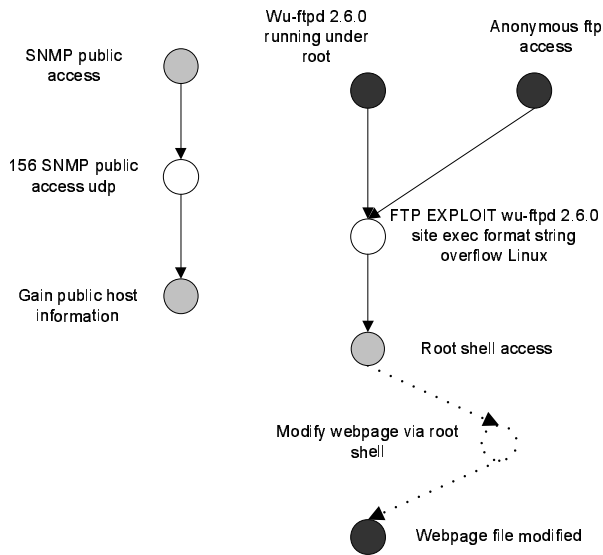 Wu-ftpd 2.6.0
running under
root
Anonymous ftp
access
SNMP public
access
156 SNMP public
access udp
FTP EXPLOIT wu-ftpd 2.6.0
site exec format string
overflow Linux
Gain public host
information
Root shell access
Modify webpage via root
shell
Webpage file modified